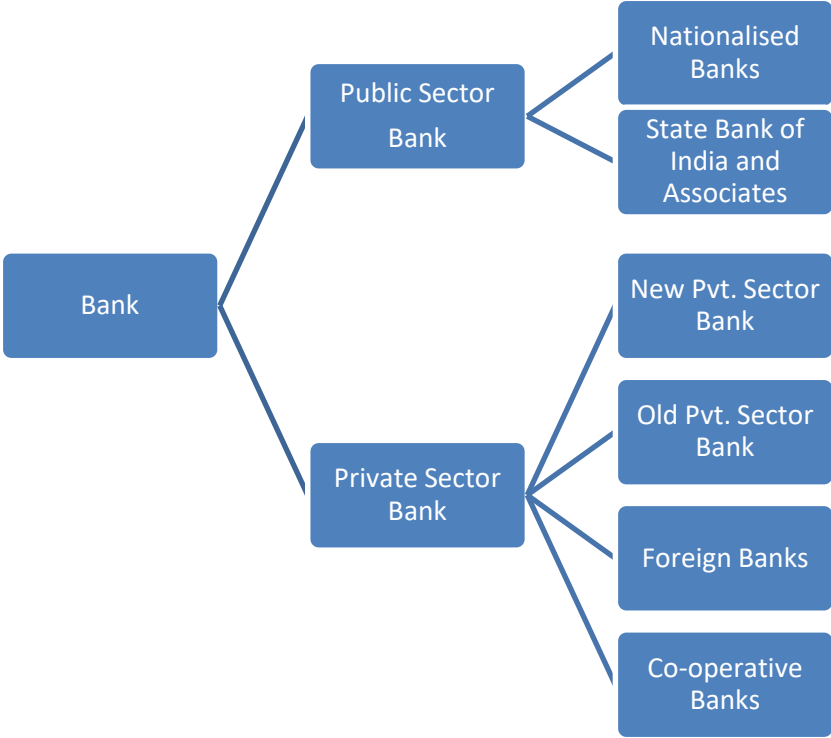 Bank
Public Sector
Bank
Nationalised
Banks
State Bank of
India and
Associates
Private Sector
Bank
New Pvt. Sector
Bank
Old Pvt. Sector
Bank
Foreign Banks
Co-operative
Banks